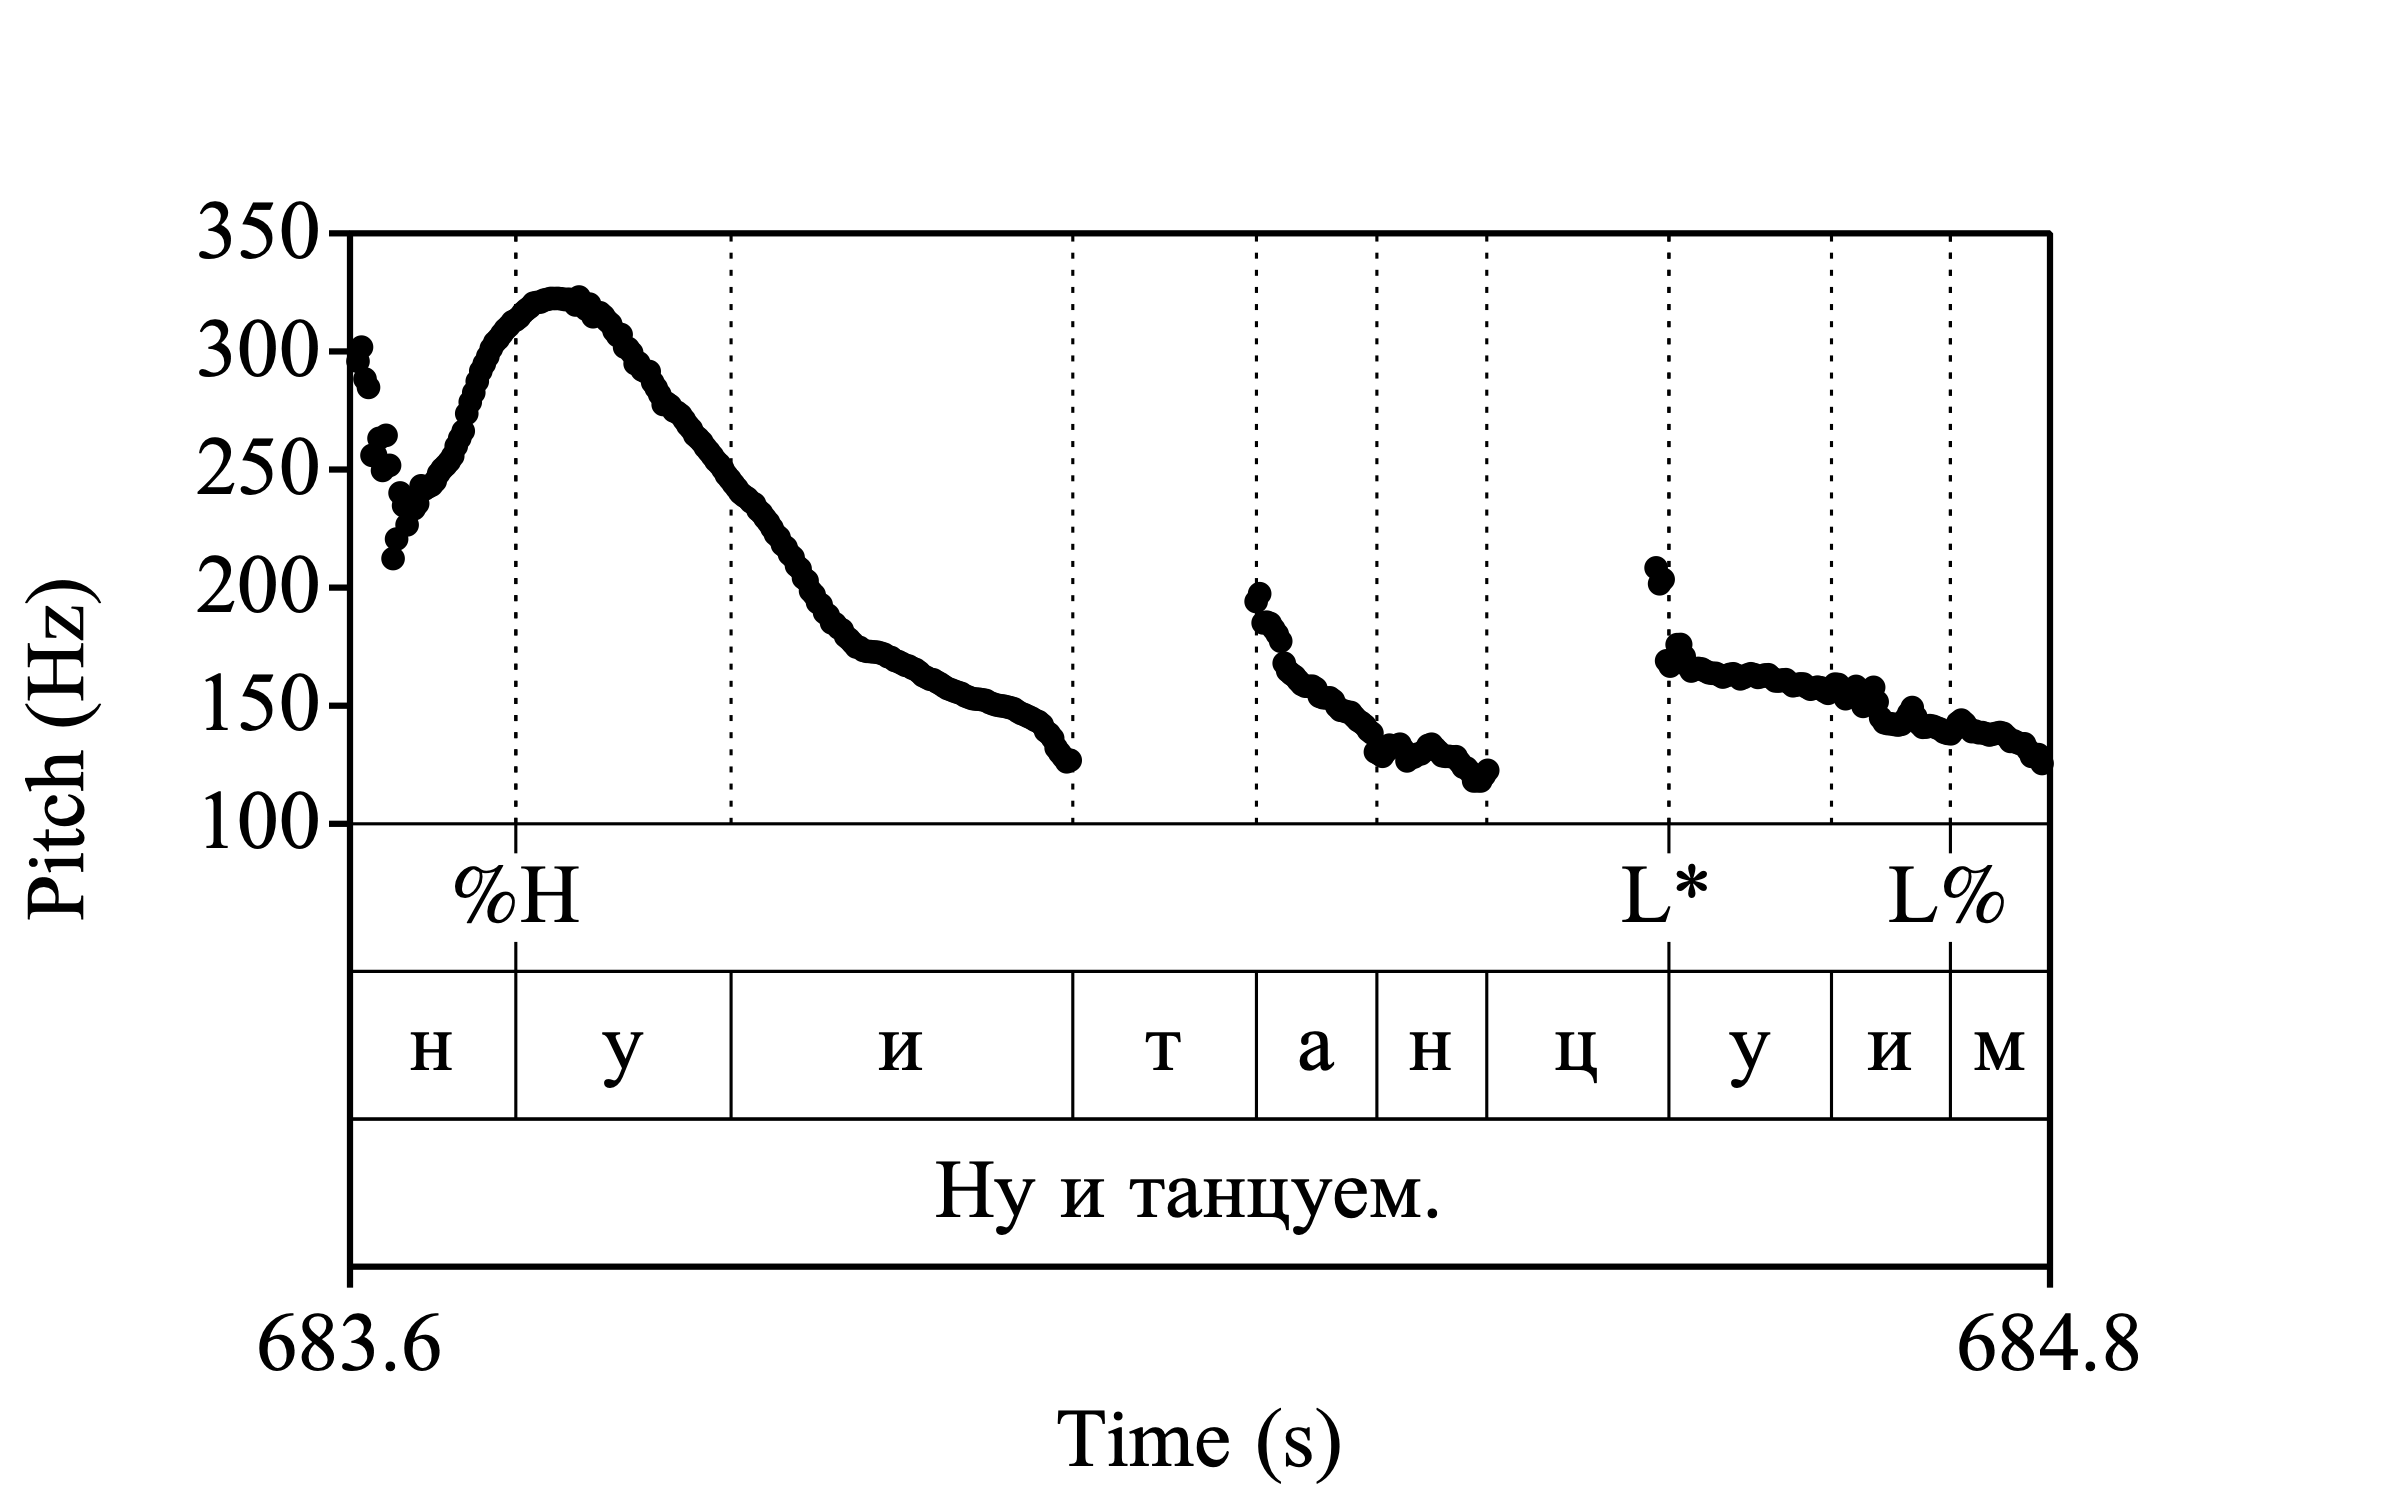 350
300
250
200
150
100
Pitch (Hz)
%H L* L%
н у и т а н ц у и м
Ну и танцуем.
683.6 684.8
Time (s)